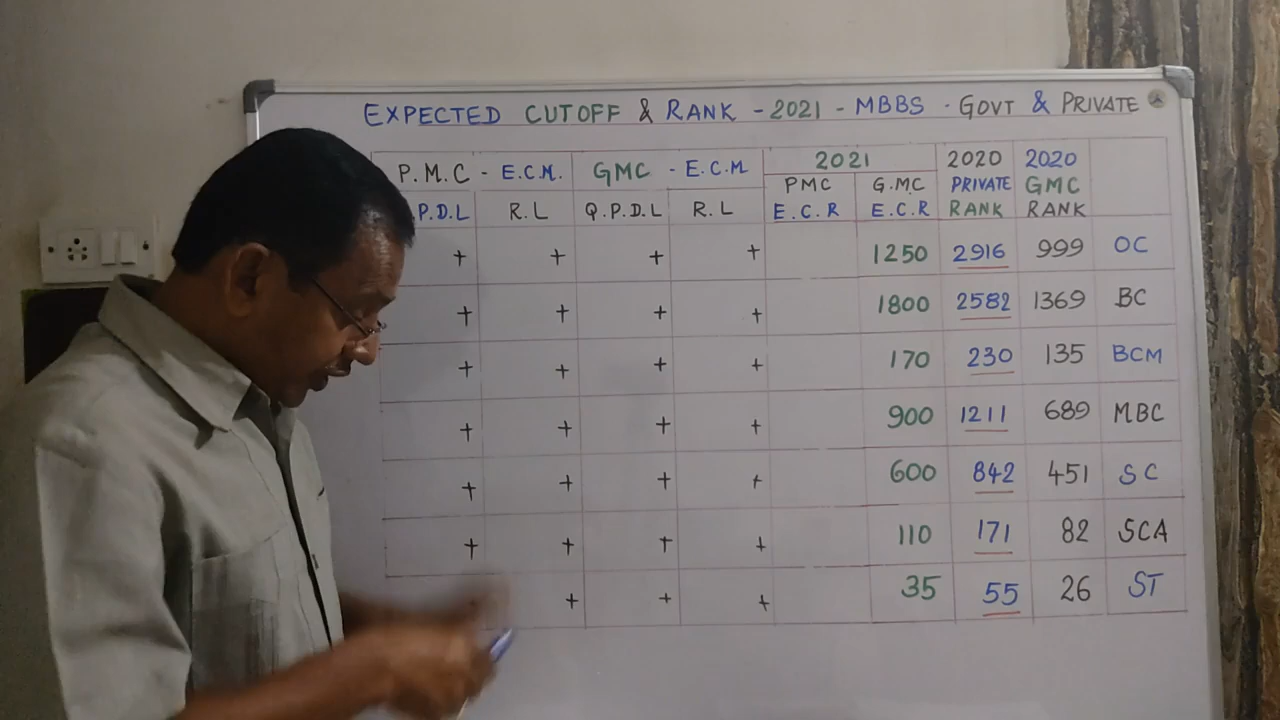 EXPECTED CUTOFF & RANK - 2021 - MBBS - GOVT & PRIVATE
P.M.C - E.C.M. GMC - E.C.M 2021 2020 PRIVATE RANK 2020 GMC RANK
PMC E.C.R G.MC E.C.R
P.D.L R.L Q.P.D.L R.L
+ + + + 1250 2916 999 OC
+ + + + 1800 2582 1369 BC
+ + + + 170 230 135 BCM
+ + + + 900 1211 689 MBC
+ + + + 600 842 451 SC
+ + + + 110 171 82 SCA
+ + + 35 55 26 ST